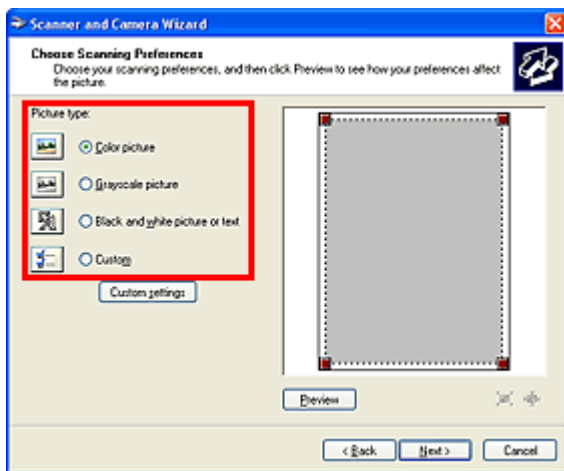 Scanner and Camera Wizard
Choose Scanning Preferences
Choose your scanning preferences, and then click Preview to see how your preferences affect
the picture.
Picture type:
Color picture
Grayscale picture
Black and white picture or text
Custom
Custom settings
Preview
< Back
Next >
Cancel